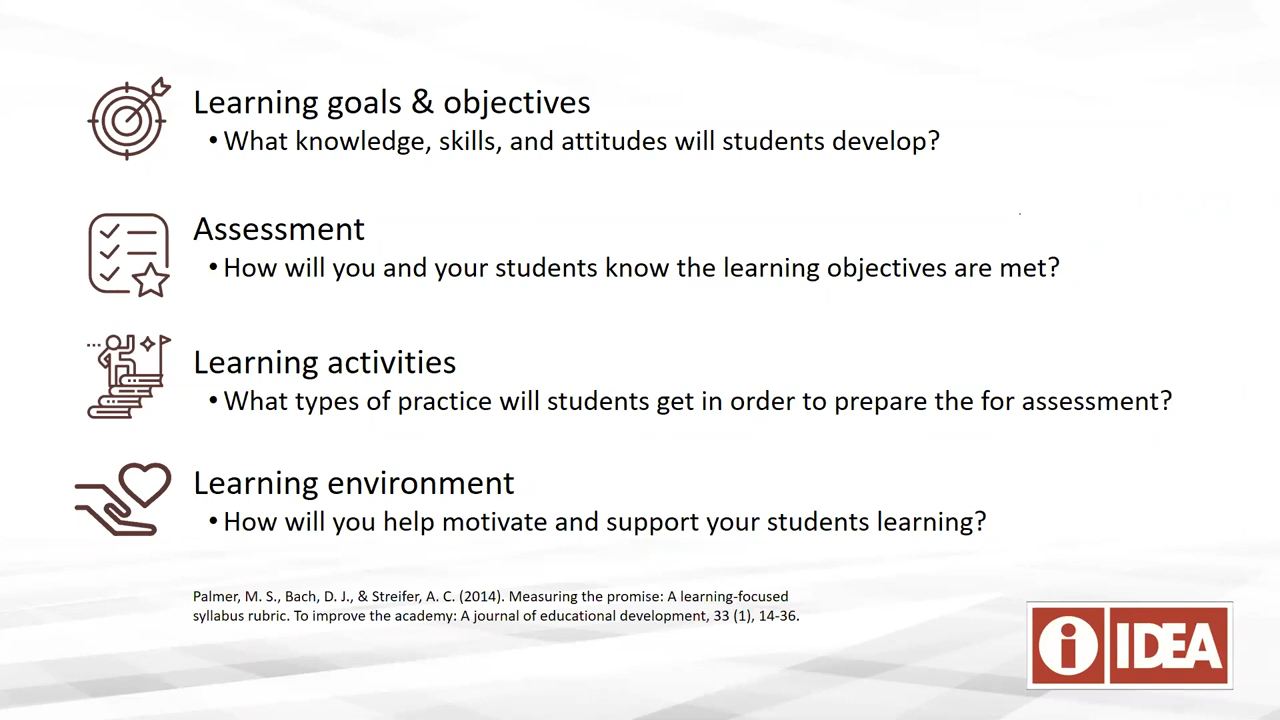 Learning goals & objectives
• What knowledge, skills, and attitudes will students develop?
Assessment
• How will you and your students know the learning objectives are met?
Learning activities
• What types of practice will students get in order to prepare the for assessment?
Learning environment
• How will you help motivate and support your students learning?
Palmer, M. S., Bach, D. J., & Streifer, A. C. (2014). Measuring the promise: A learning-focused
syllabus rubric. To improve the academy: A journal of educational development, 33 (1), 14-36.
i IDEA